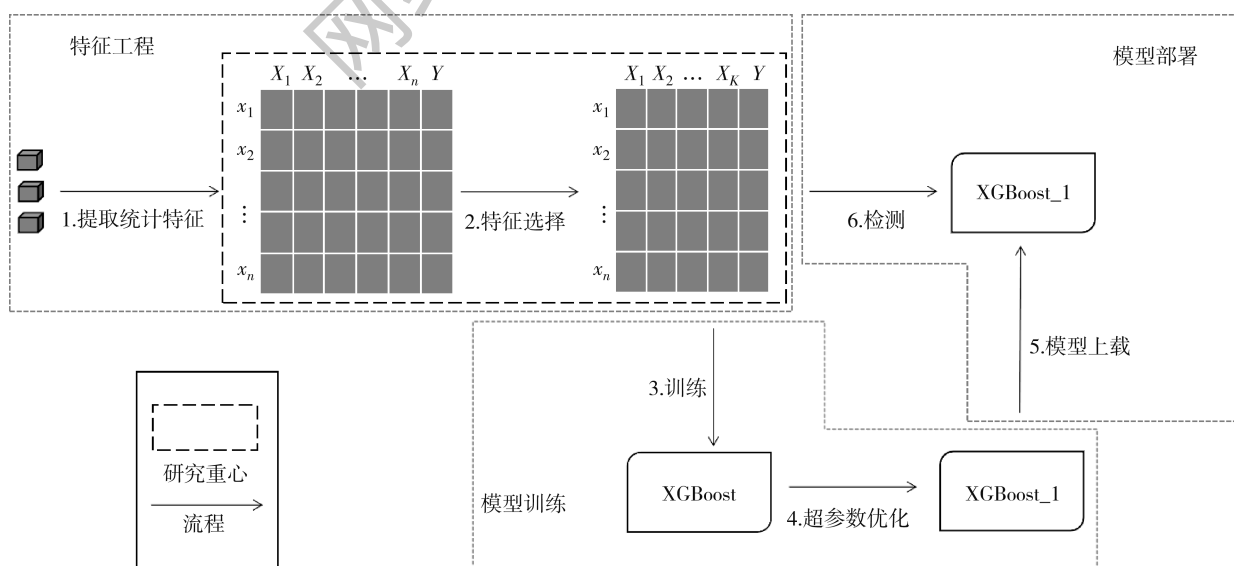 特征工程
X1 X2 … Xn Y
x1
x2
⋮
xn
1.提取统计特征
2.特征选择
X1 X2 … XK Y
x1
x2
⋮
xn
模型部署
XGBoost_1
6.检测
5.模型上载
3.训练
模型训练
XGBoost
4.超参数优化
XGBoost_1
研究重心
流程